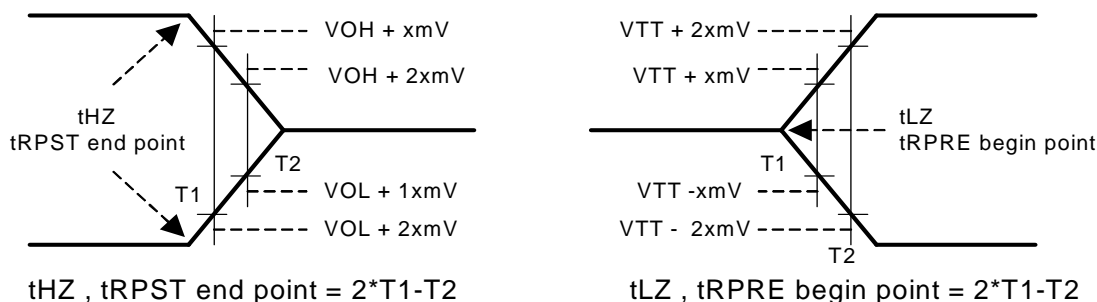 VOH + xmV
VOH + 2xmV
tHZ
tRPST end point
T2
T1
VOL + 1xmV
VOL + 2xmV
tHZ , tRPST end point = 2*T1-T2
VTT + 2xmV
VTT + xmV
tLZ
tRPRE begin point
T1
VTT -xmV
VTT - 2xmV
T2
tLZ , tRPRE begin point = 2*T1-T2